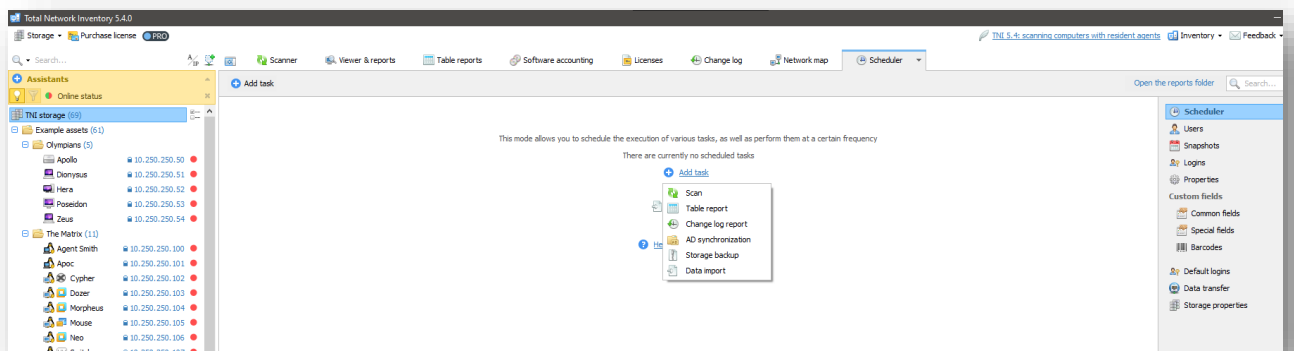 Total Network Inventory 5.4.0
Storage Purchase license PRO TNI 5.4: scanning computers with resident agents Inventory Feedback
Search... Scanner Viewer & reports Table reports Software accounting Licenses Change log Network map Scheduler
Assistants
Online status
Add task Open the reports folder Search...
TNI storage (69)
Example assets (61)
Olympians (5)
Apollo 10.250.250.50
Dionysus 10.250.250.51
Hera 10.250.250.52
Poseidon 10.250.250.53
Zeus 10.250.250.54
The Matrix (11)
Agent Smith 10.250.250.100
Apoc 10.250.250.101
Cypher 10.250.250.102
Dozer 10.250.250.103
Morpheus 10.250.250.104
Mouse 10.250.250.105
Neo 10.250.250.106
This mode allows you to schedule the execution of various tasks, as well as perform them at a certain frequency
There are currently no scheduled tasks
Add task
Scan
Table report
Change log report
He
AD synchronization
Storage backup
Data import
Scheduler
Users
Snapshots
Logins
Properties
Custom fields
Common fields
Special fields
Barcodes
Default logins
Data transfer
Storage properties